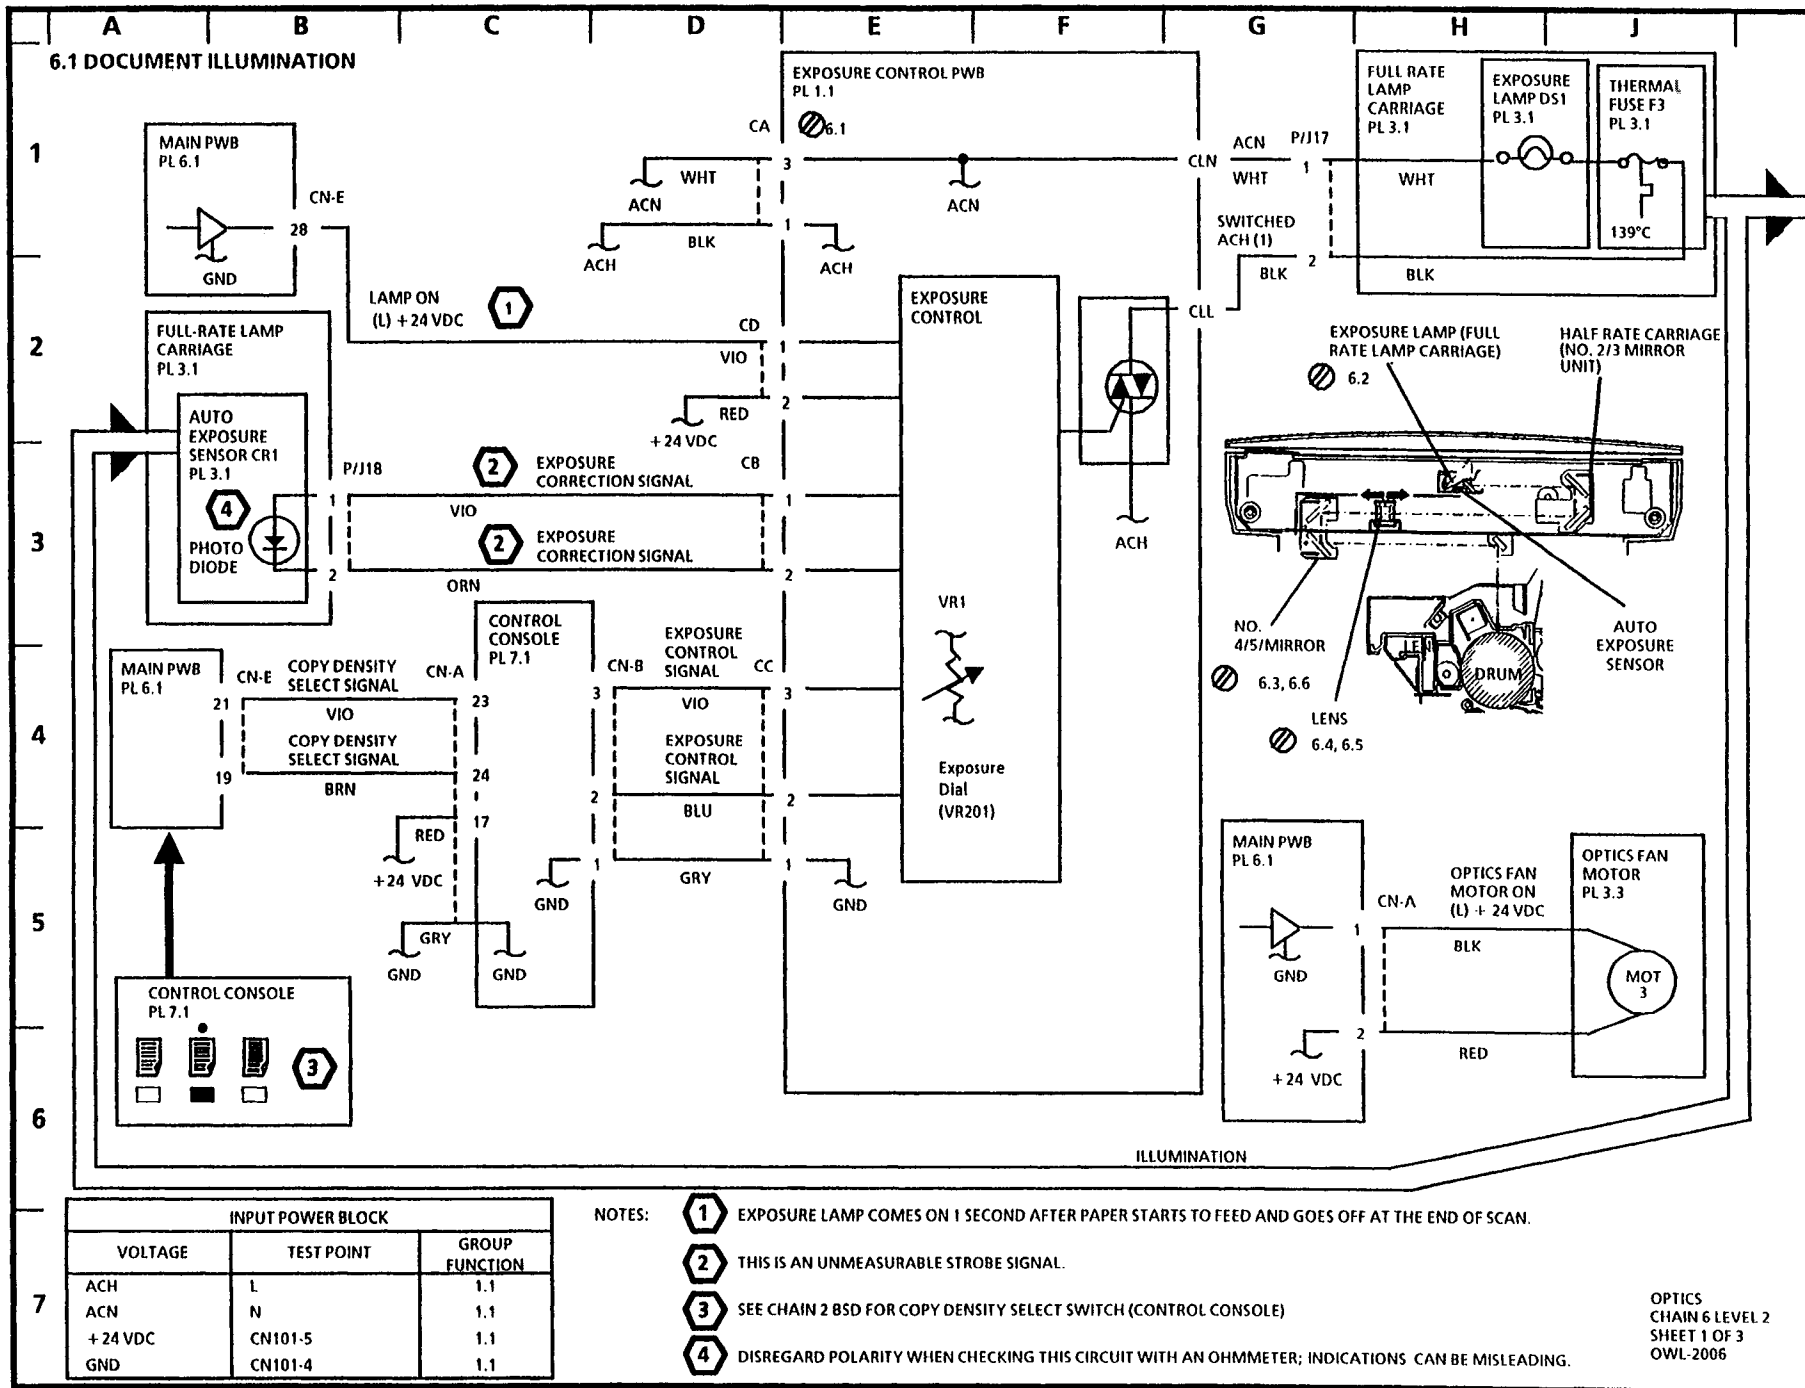 A B C D E F G H J
6.1 DOCUMENT ILLUMINATION
1
2
3
4
5
6
7
MAIN PWB
PL 6.1
CN-E
28
GND
LAMP ON
(L) +24 VDC
1
FULL-RATE LAMP
CARRIAGE
PL 3.1
AUTO
EXPOSURE
SENSOR CR1
PL 3.1
4
PHOTO
DIODE
P/J18
1
2
VIO
ORN
2
EXPOSURE
CORRECTION SIGNAL
2
EXPOSURE
CORRECTION SIGNAL
EXPOSURE CONTROL PWB
PL 1.1
6.1
CA
3
WHT
ACN
ACN
1
BLK
ACH
ACH
CD
1
VIO
2
RED
+24 VDC
CB
1
2
EXPOSURE
CONTROL
VR1
Exposure
Dial
(VR201)
ACH
CLN
CLL
ACN
WHT
P/J17
1
SWITCHED
ACH (1)
BLK
2
FULL RATE
LAMP
CARRIAGE
PL 3.1
WHT
BLK
EXPOSURE
LAMP DS1
PL 3.1
THERMAL
FUSE F3
PL 3.1
139°C
EXPOSURE LAMP (FULL
RATE LAMP CARRIAGE)
6.2
HALF RATE CARRIAGE
(NO. 2/3 MIRROR
UNIT)
NO.
4/5/MIRROR
6.3, 6.6
LENS
6.4, 6.5
DRUM
AUTO
EXPOSURE
SENSOR
MAIN PWB
PL 6.1
CN-E
21
19
COPY DENSITY
SELECT SIGNAL
VIO
COPY DENSITY
SELECT SIGNAL
BRN
CN-A
23
24
17
RED
+24 VDC
GRY
GND
GND
CONTROL
CONSOLE
PL 7.1
CN-B
3
2
1
GND
EXPOSURE
CONTROL
SIGNAL
VIO
EXPOSURE
CONTROL
SIGNAL
BLU
GRY
CC
3
2
1
GND
CONTROL CONSOLE
PL 7.1
3
MAIN PWB
PL 6.1
GND
+24 VDC
CN-A
1
2
OPTICS FAN
MOTOR ON
(L) + 24 VDC
BLK
RED
OPTICS FAN
MOTOR
PL 3.3
MOT
3
ILLUMINATION
INPUT POWER BLOCK
VOLTAGE TEST POINT GROUP
FUNCTION
ACH L 1.1
ACN N 1.1
+24 VDC CN101-5 1.1
GND CN101-4 1.1
NOTES:
1 EXPOSURE LAMP COMES ON 1 SECOND AFTER PAPER STARTS TO FEED AND GOES OFF AT THE END OF SCAN.
2 THIS IS AN UNMEASURABLE STROBE SIGNAL.
3 SEE CHAIN 2 BSD FOR COPY DENSITY SELECT SWITCH (CONTROL CONSOLE)
4 DISREGARD POLARITY WHEN CHECKING THIS CIRCUIT WITH AN OHMMETER; INDICATIONS CAN BE MISLEADING.
OPTICS
CHAIN 6 LEVEL 2
SHEET 1 OF 3
OWL-2006